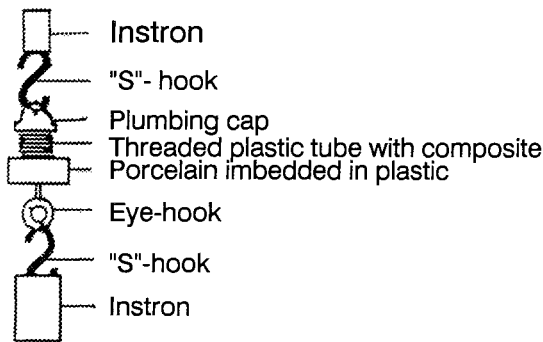 Instron
"S"- hook
Plumbing cap
Threaded plastic tube with composite
Porcelain imbedded in plastic
Eye-hook
"S"-hook
Instron